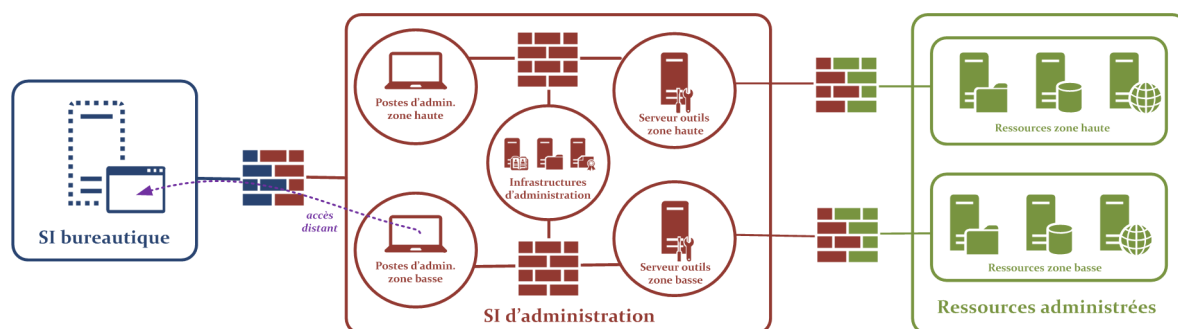 SI bureautique
accès
distant
Postes d'admin.
zone haute
Serveur outils
zone haute
Infrastructures
d'administration
Postes d'admin.
zone basse
Serveur outils
zone basse
SI d'administration
Ressources zone haute
Ressources zone basse
Ressources administrées